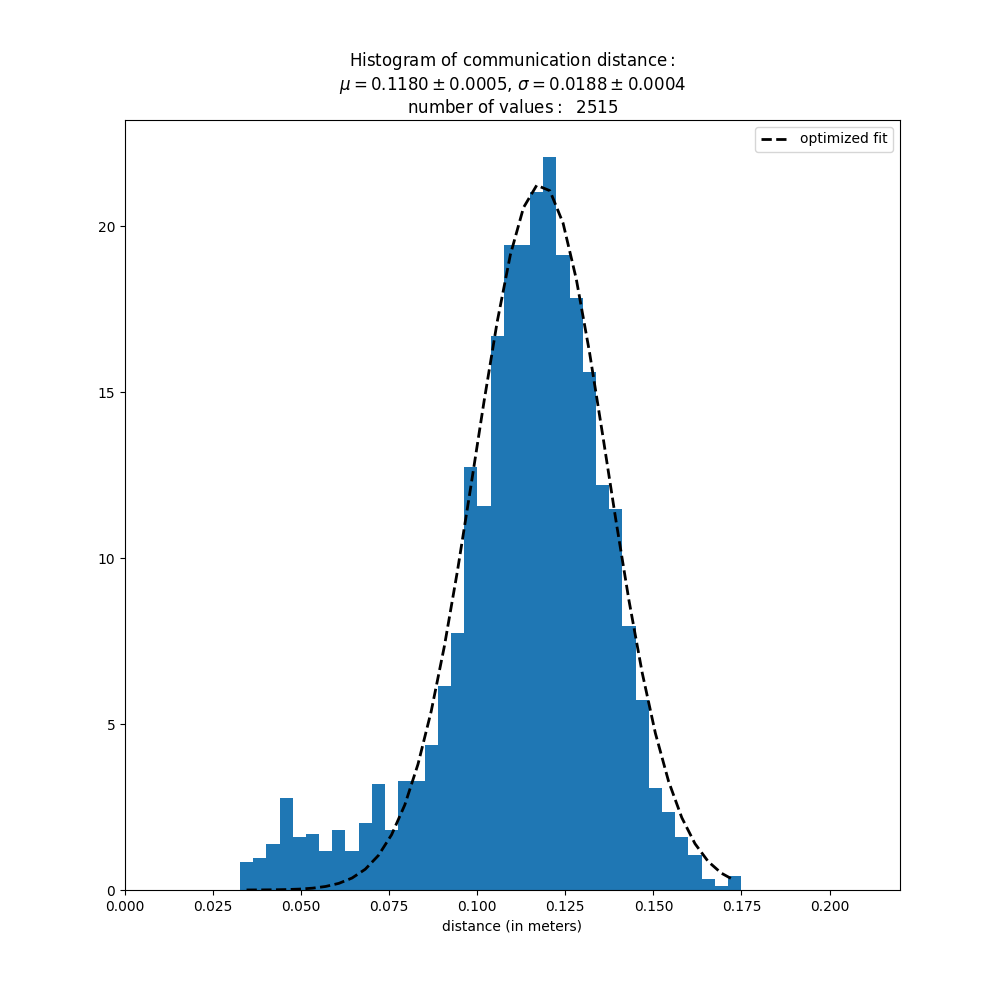 Histogram of communication distance:
μ = 0.1180 ± 0.0005, σ = 0.0188 ± 0.0004
number of values: 2515
optimized fit
20
15
10
5
0
0.000 0.025 0.050 0.075 0.100 0.125 0.150 0.175 0.200
distance (in meters)